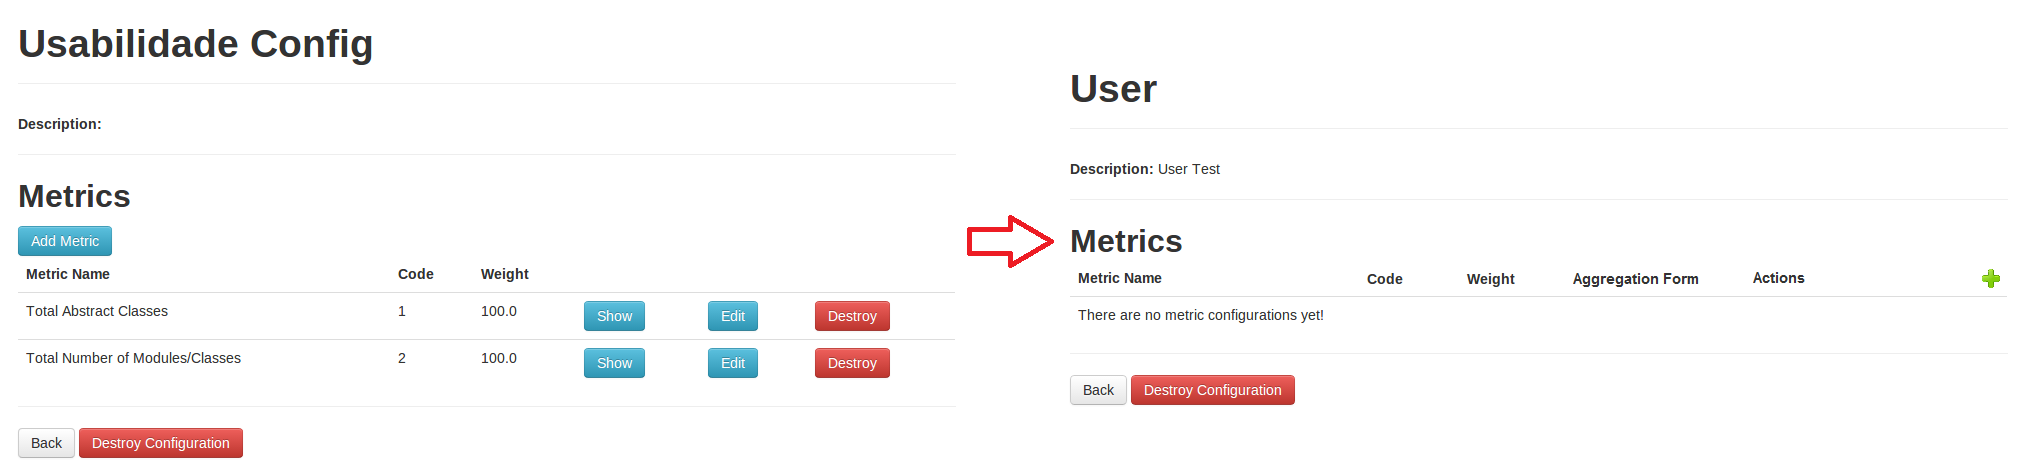 Usabilidade Config
Description:
Metrics
Add Metric
Metric Name Code Weight
Total Abstract Classes 1 100.0 Show Edit Destroy
Total Number of Modules/Classes 2 100.0 Show Edit Destroy
Back Destroy Configuration
User
Description: User Test
Metrics
Metric Name Code Weight Aggregation Form Actions
There are no metric configurations yet!
Back Destroy Configuration